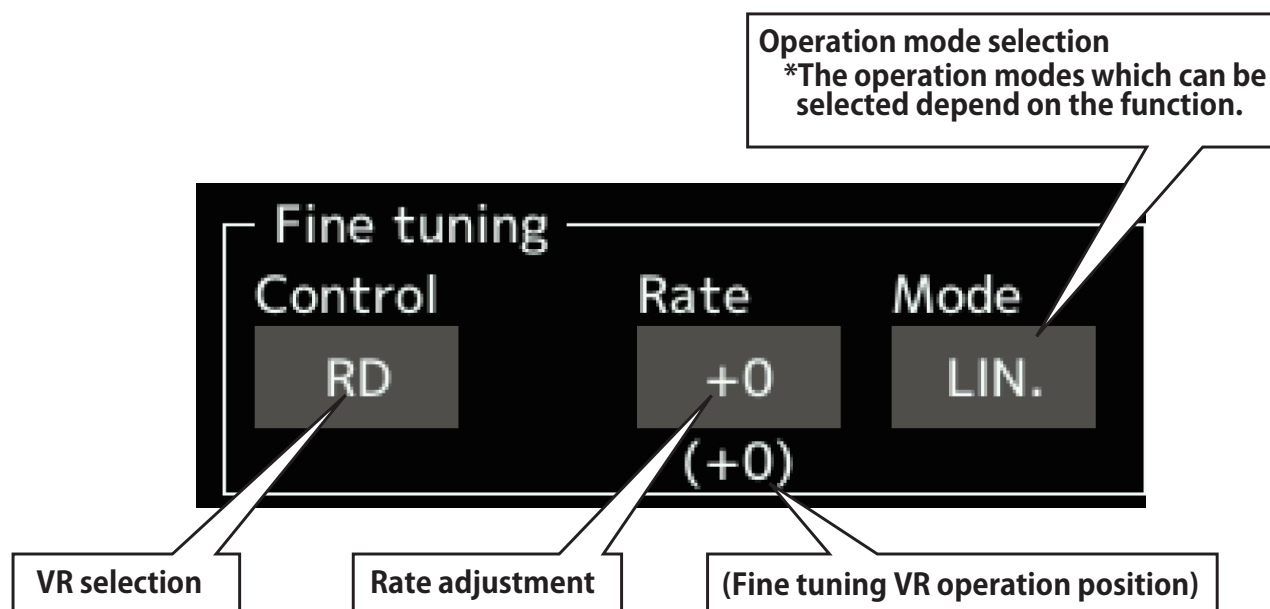 Operation mode selection
*The operation modes which can be
selected depend on the function.
Fine tuning
Control Rate Mode
RD +0 LIN.
(+0)
VR selection Rate adjustment (Fine tuning VR operation position)